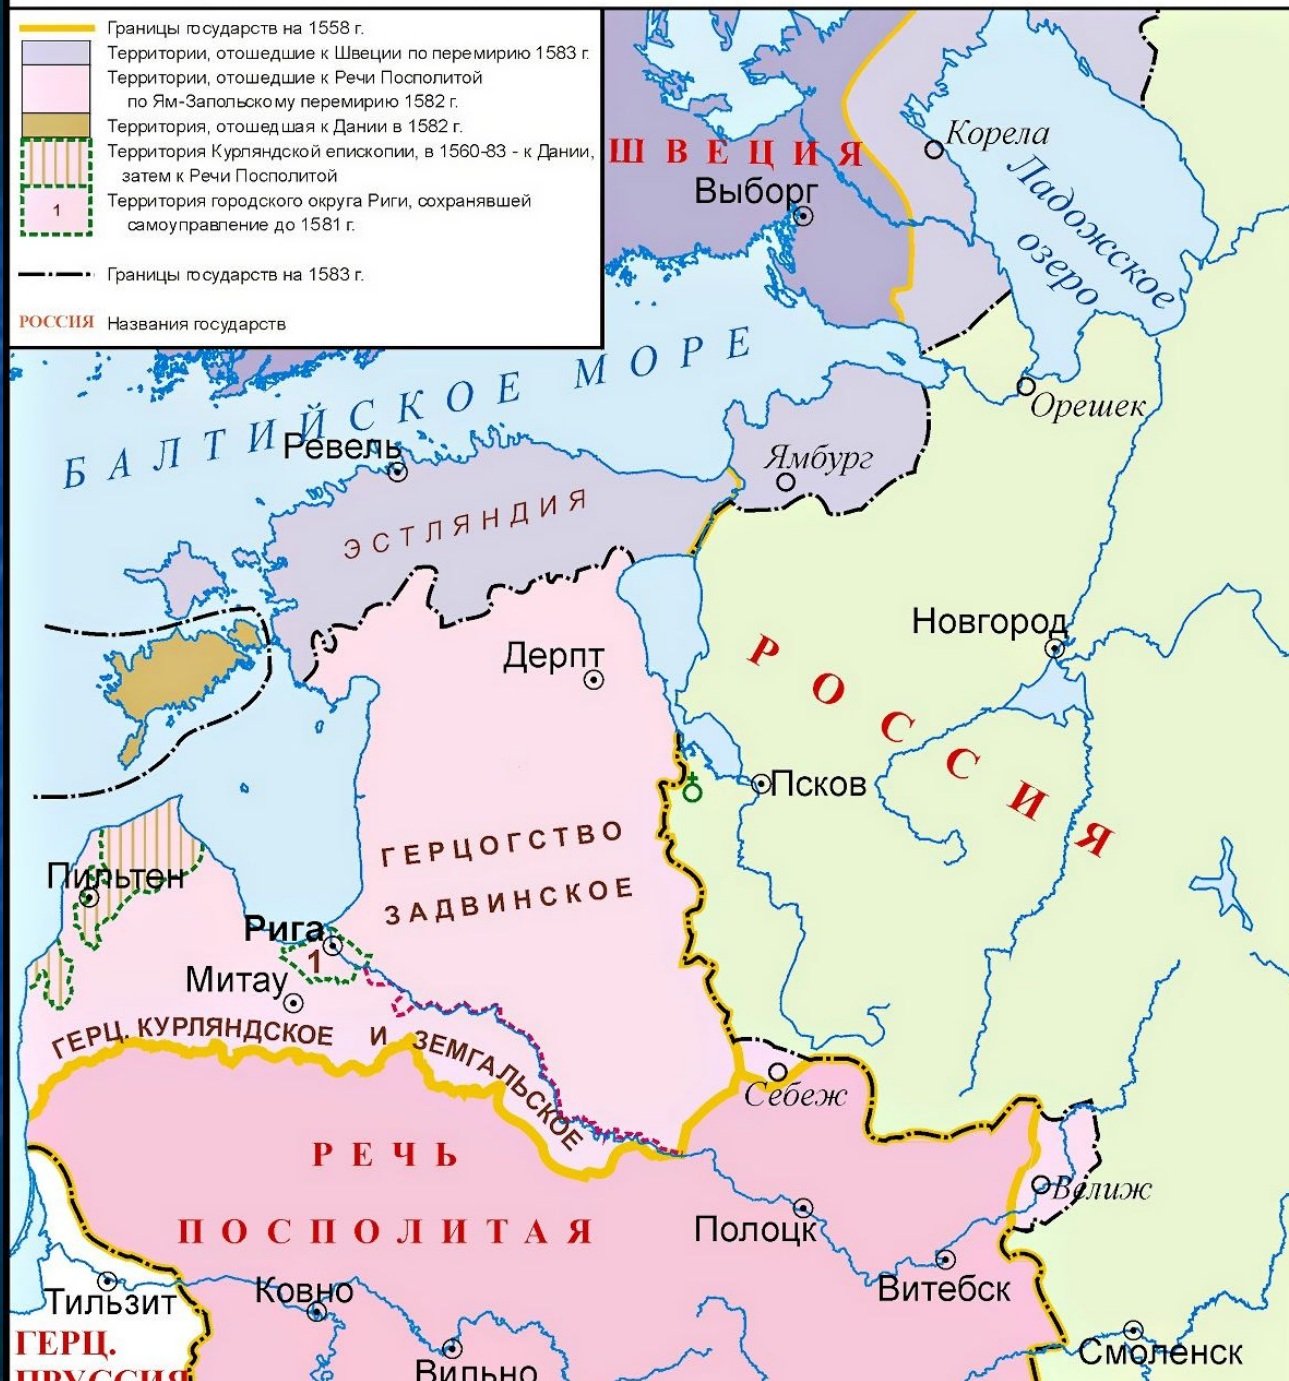 Границы государств на 1558 г.
Территории, отошедшие к Швеции по перемирию 1583 г.
Территории, отошедшие к Речи Посполитой
по Ям-Запольскому перемирию 1582 г.
Территория, отошедшая к Дании в 1582 г.
Территория Курляндской епископии, в 1560-83 - к Дании,
затем к Речи Посполитой
1
Территория городского округа Риги, сохранявшей
самоуправление до 1581 г.
Границы государств на 1583 г.
РОССИЯ Названия государств
ШВЕЦИЯ
Выборг
Корела
Ладожское
озеро
БАЛТИЙСКОЕ МОРЕ
Орешек
Ревель
Ямбург
ЭСТЛЯНДИЯ
Новгород
Дерпт
РОССИЯ
Псков
ГЕРЦОГСТВО
ЗАДВИНСКОЕ
Пильтен
Рига
1
Митау
ГЕРЦ. КУРЛЯНДСКОЕ И ЗЕМГАЛЬСКОЕ
Себеж
РЕЧЬ
ПОСПОЛИТАЯ
Велиж
Полоцк
Витебск
Тильзит
Ковно
ГЕРЦ.
ПРУССИЯ
Вильно
Смоленск